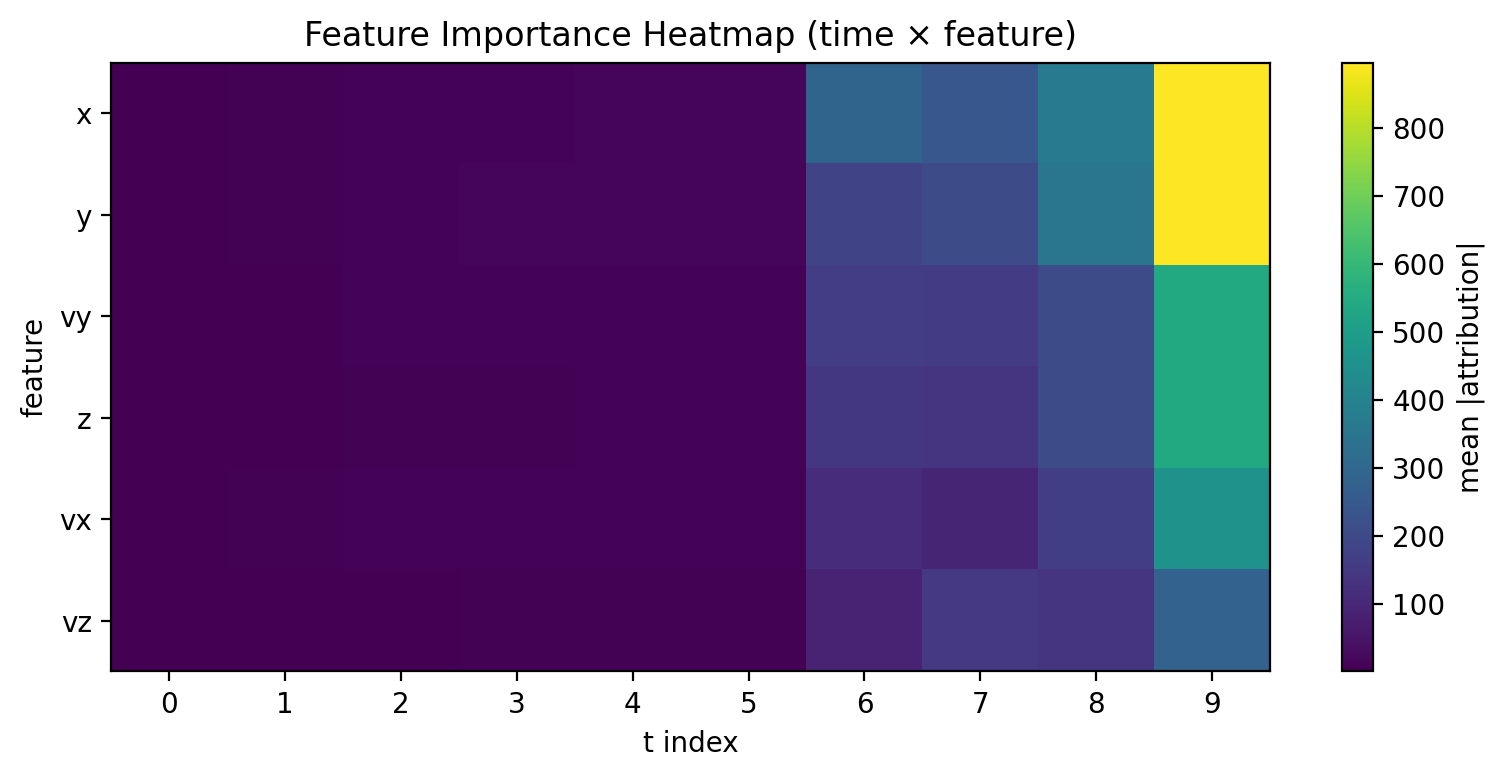 Feature Importance Heatmap (time × feature)
feature
x
y
vy
z
vx
vz
0 1 2 3 4 5 6 7 8 9
t index
800
700
600
500
400
300
200
100
mean |attribution|